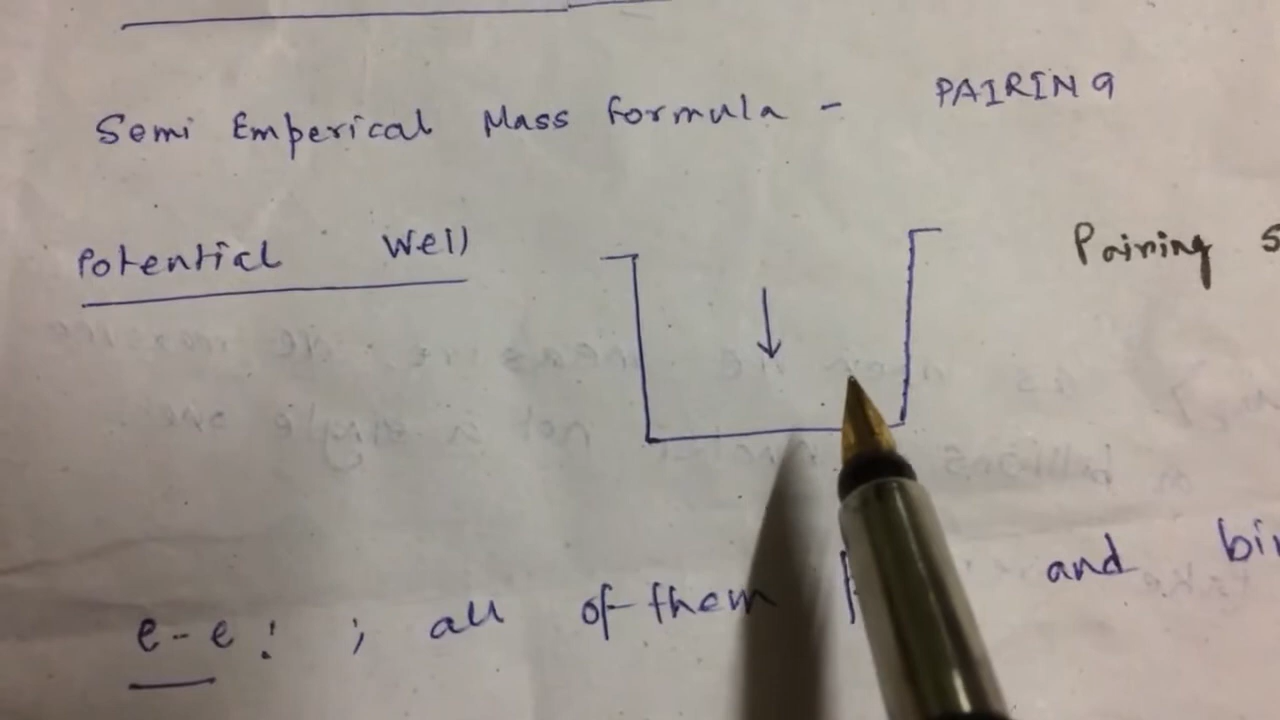 Semi Emperical Mass formula - PAIRING
Potential Well
Pairing
e-e: ; all of them and